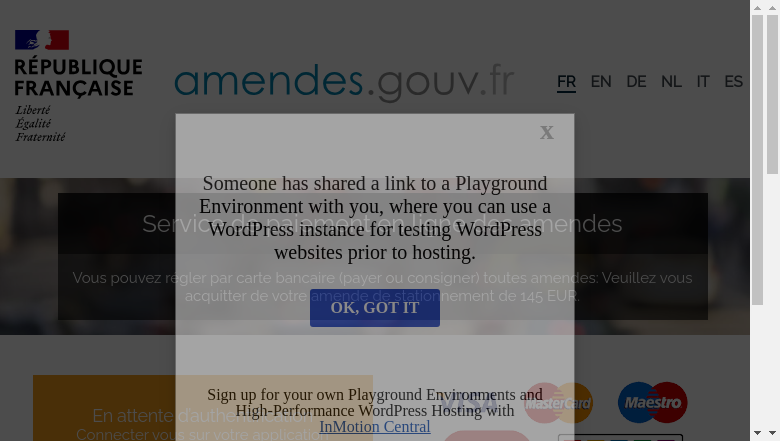 RÉPUBLIQUE
FRANÇAISE
Liberté
Égalité
Fraternité
amendes.gouv.fr
FR EN DE NL IT ES
x
Someone has shared a link to a Playground
Environment with you, where you can use a
WordPress instance for testing WordPress
websites prior to hosting.
OK, GOT IT
Sign up for your own Playground Environments and
High-Performance WordPress Hosting with
InMotion Central
Service de paiement en ligne des amendes
Vous pouvez régler par carte bancaire (payer ou consigner) toutes amendes: Veuillez vous
acquitter de votre amende de stationnement de 145 EUR.
En attente d'authentification
Connecter vous sur votre application
VISA
MasterCard
Maestro